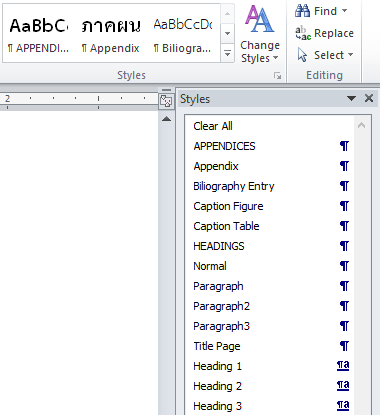 AaBbC ภาคผน AaBbCcDc
¶ APPENDI... ¶ Appendix ¶ Biliogra...
Change
Styles
Find
Replace
Select
Styles
Editing
2 1
Styles
Clear All
APPENDICES ¶
Appendix ¶
Biliography Entry ¶
Caption Figure ¶
Caption Table ¶
HEADINGS ¶
Normal ¶
Paragraph ¶
Paragraph2 ¶
Paragraph3 ¶
Title Page ¶
Heading 1 ¶a
Heading 2 ¶a
Heading 3 ¶a